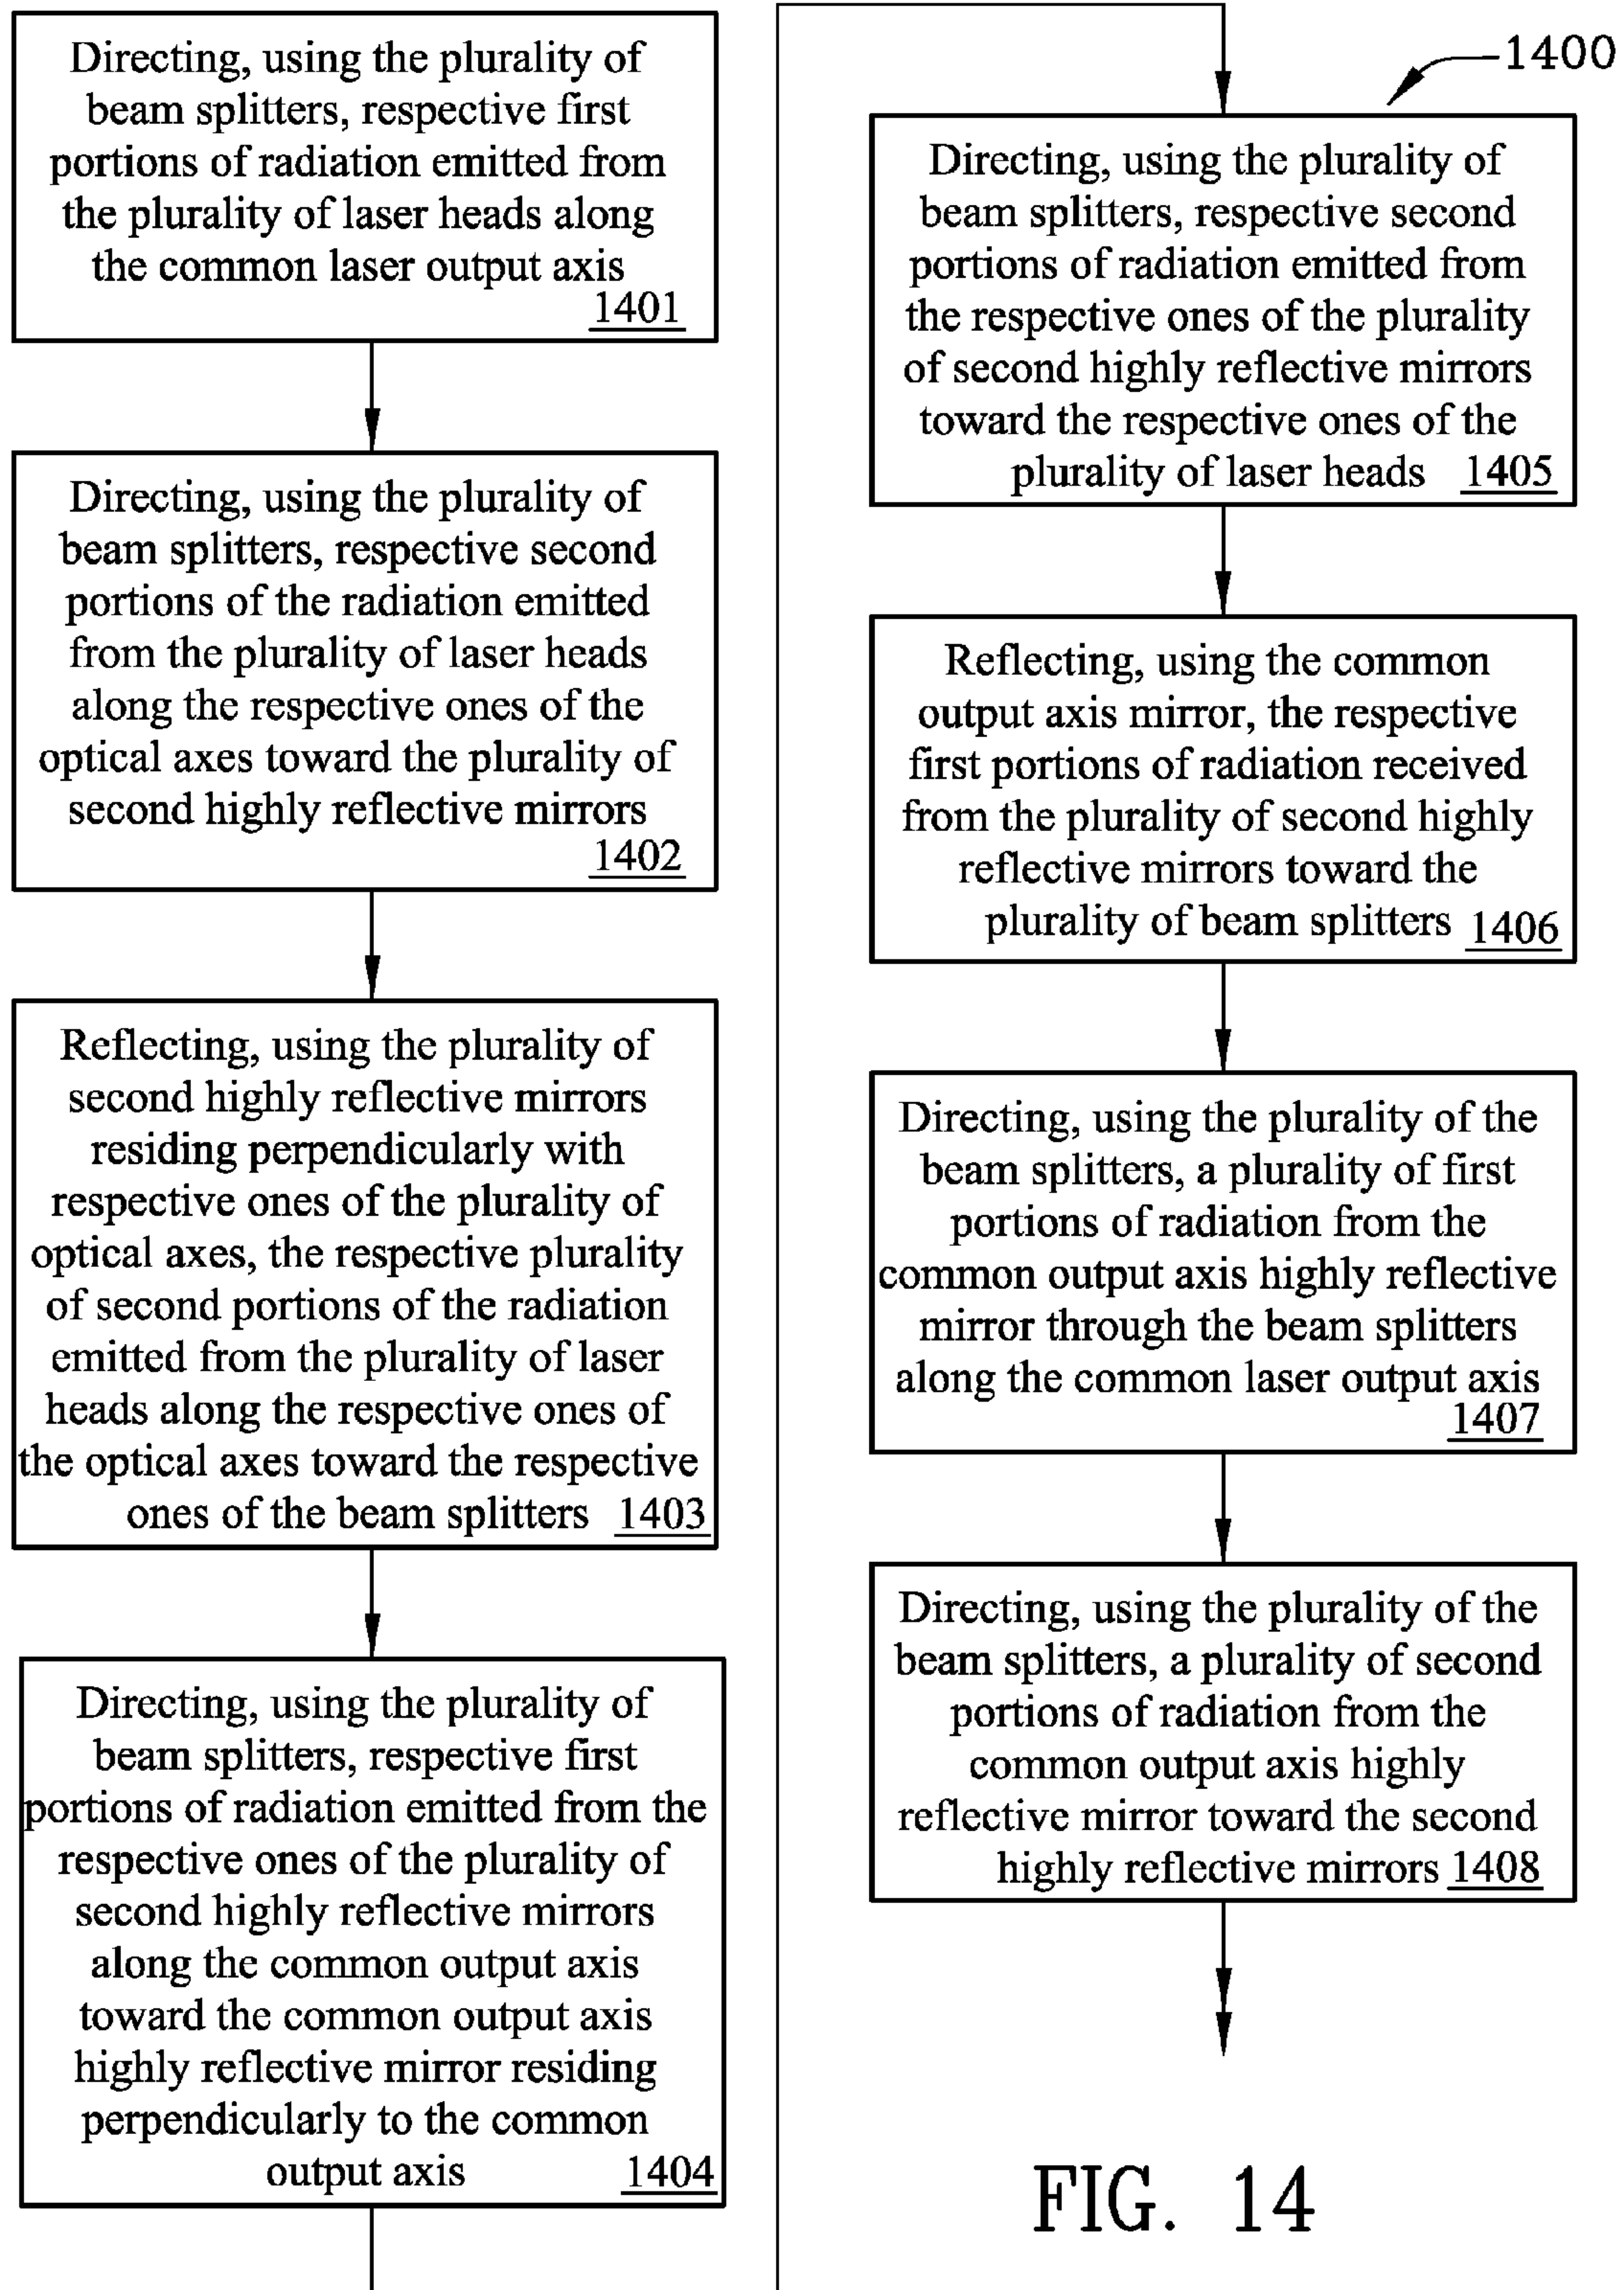 Directing, using the plurality of
beam splitters, respective first
portions of radiation emitted from
the plurality of laser heads along
the common laser output axis
1401
Directing, using the plurality of
beam splitters, respective second
portions of the radiation emitted
from the plurality of laser heads
along the respective ones of the
optical axes toward the plurality of
second highly reflective mirrors
1402
Reflecting, using the plurality of
second highly reflective mirrors
residing perpendicularly with
respective ones of the plurality of
optical axes, the respective plurality
of second portions of the radiation
emitted from the plurality of laser
heads along the respective ones of
the optical axes toward the respective
ones of the beam splitters 1403
Directing, using the plurality of
beam splitters, respective first
portions of radiation emitted from the
respective ones of the plurality of
second highly reflective mirrors
along the common output axis
toward the common output axis
highly reflective mirror residing
perpendicularly to the common
output axis 1404
1400
Directing, using the plurality of
beam splitters, respective second
portions of radiation emitted from
the respective ones of the plurality
of second highly reflective mirrors
toward the respective ones of the
plurality of laser heads 1405
Reflecting, using the common
output axis mirror, the respective
first portions of radiation received
from the plurality of second highly
reflective mirrors toward the
plurality of beam splitters 1406
Directing, using the plurality of the
beam splitters, a plurality of first
portions of radiation from the
common output axis highly reflective
mirror through the beam splitters
along the common laser output axis
1407
Directing, using the plurality of the
beam splitters, a plurality of second
portions of radiation from the
common output axis highly
reflective mirror toward the second
highly reflective mirrors 1408
FIG. 14